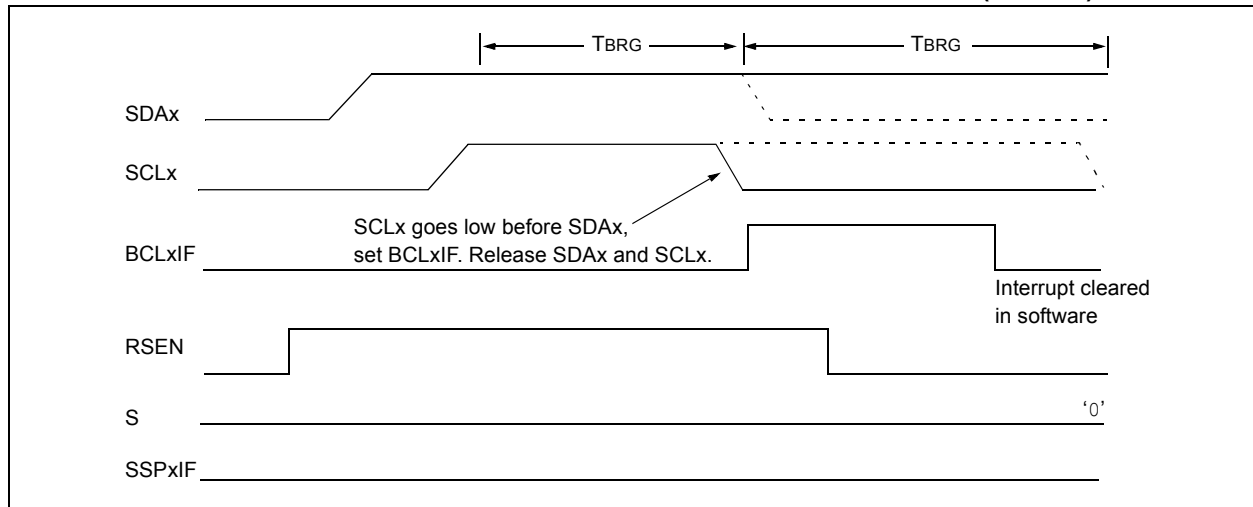 TBRG TBRG
SDAx
SCLx
SCLx goes low before SDAx,
set BCLxIF. Release SDAx and SCLx.
BCLxIF
Interrupt cleared
in software
RSEN
S
‘0’
SSPxIF